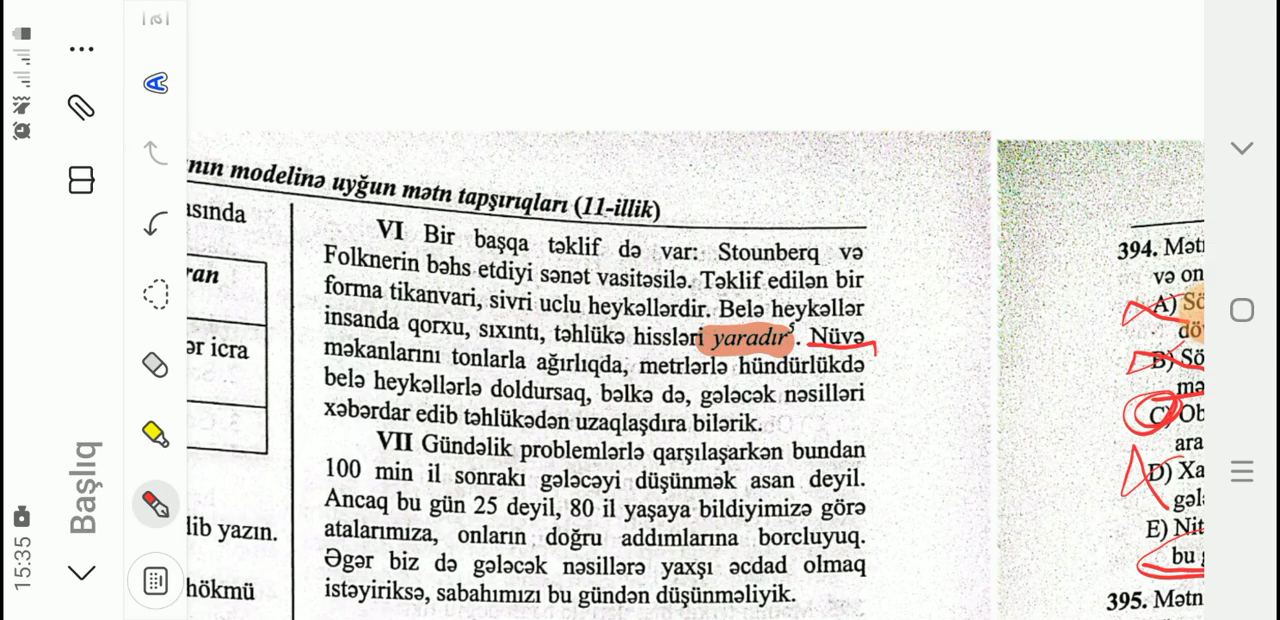 15:35
Başlıq
nın modelinə uyğun mətn tapşırıqları (11-illik)
asında
ran
ər icra
lib yazın.
hökmü
VI Bir başqa təklif də var: Stounberq və
Folknerin bəhs etdiyi sənət vasitəsilə. Təklif edilən bir
forma tikanvari, sivri uclu heykəllərdir. Belə heykəllər
insanda qorxu, sıxıntı, təhlükə hissləri yaradır⁵. Nüvə
məkanlarını tonlarla ağırlıqda, metrlərlə hündürlükdə
belə heykəllərlə doldursaq, bəlkə də, gələcək nəsilləri
xəbərdar edib təhlükədən uzaqlaşdıra bilərik.
VII Gündəlik problemlərlə qarşılaşarkən bundan
100 min il sonrakı gələcəyi düşünmək asan deyil.
Ancaq bu gün 25 deyil, 80 il yaşaya bildiyimizə görə
atalarımıza, onların doğru addımlarına borcluyuq.
Əgər biz də gələcək nəsillərə yaxşı əcdad olmaq
istəyiriksə, sabahımızı bu gündən düşünməliyik.
394. Mətn
və on
A) Sö
dö
B) Sö
mə
C) Ob
ara
D) Xa
gəl
E) Nit
bu
395. Mətn